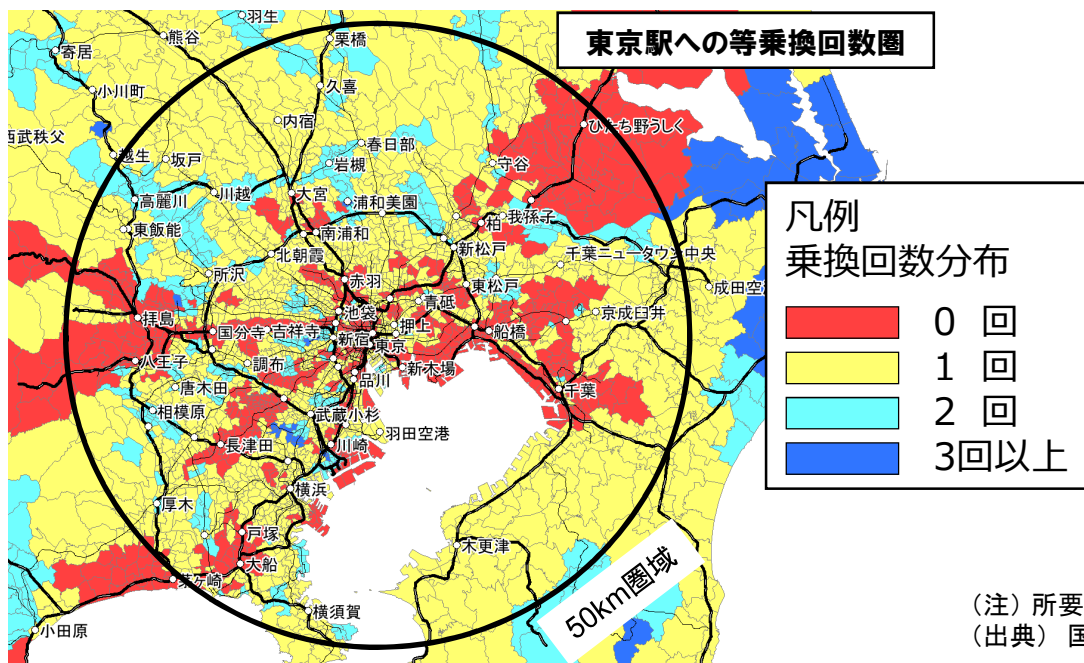 東京駅への等乗換回数圏
羽生
寄居
熊谷
栗橋
小川町
久喜
内宿
ひたち野うしく
西武秩父
越生
坂戸
春日部
岩槻
守谷
高麗川
川越
大宮
浦和美園
柏
我孫子
東飯能
南浦和
北朝霞
新松戸
千葉ニュータウン中央
所沢
赤羽
東松戸
成田空
拝島
国分寺
吉祥寺
池袋
青砥
押上
京成臼井
新宿
東京
船橋
八王子
調布
新木場
品川
千葉
唐木田
相模原
武蔵小杉
羽田空港
長津田
川崎
横浜
厚木
戸塚
木更津
大船
茅ヶ崎
横須賀
小田原
50km圏域
凡例
乗換回数分布
0 回
1 回
2 回
3回以上
(注) 所要
(出典) 国